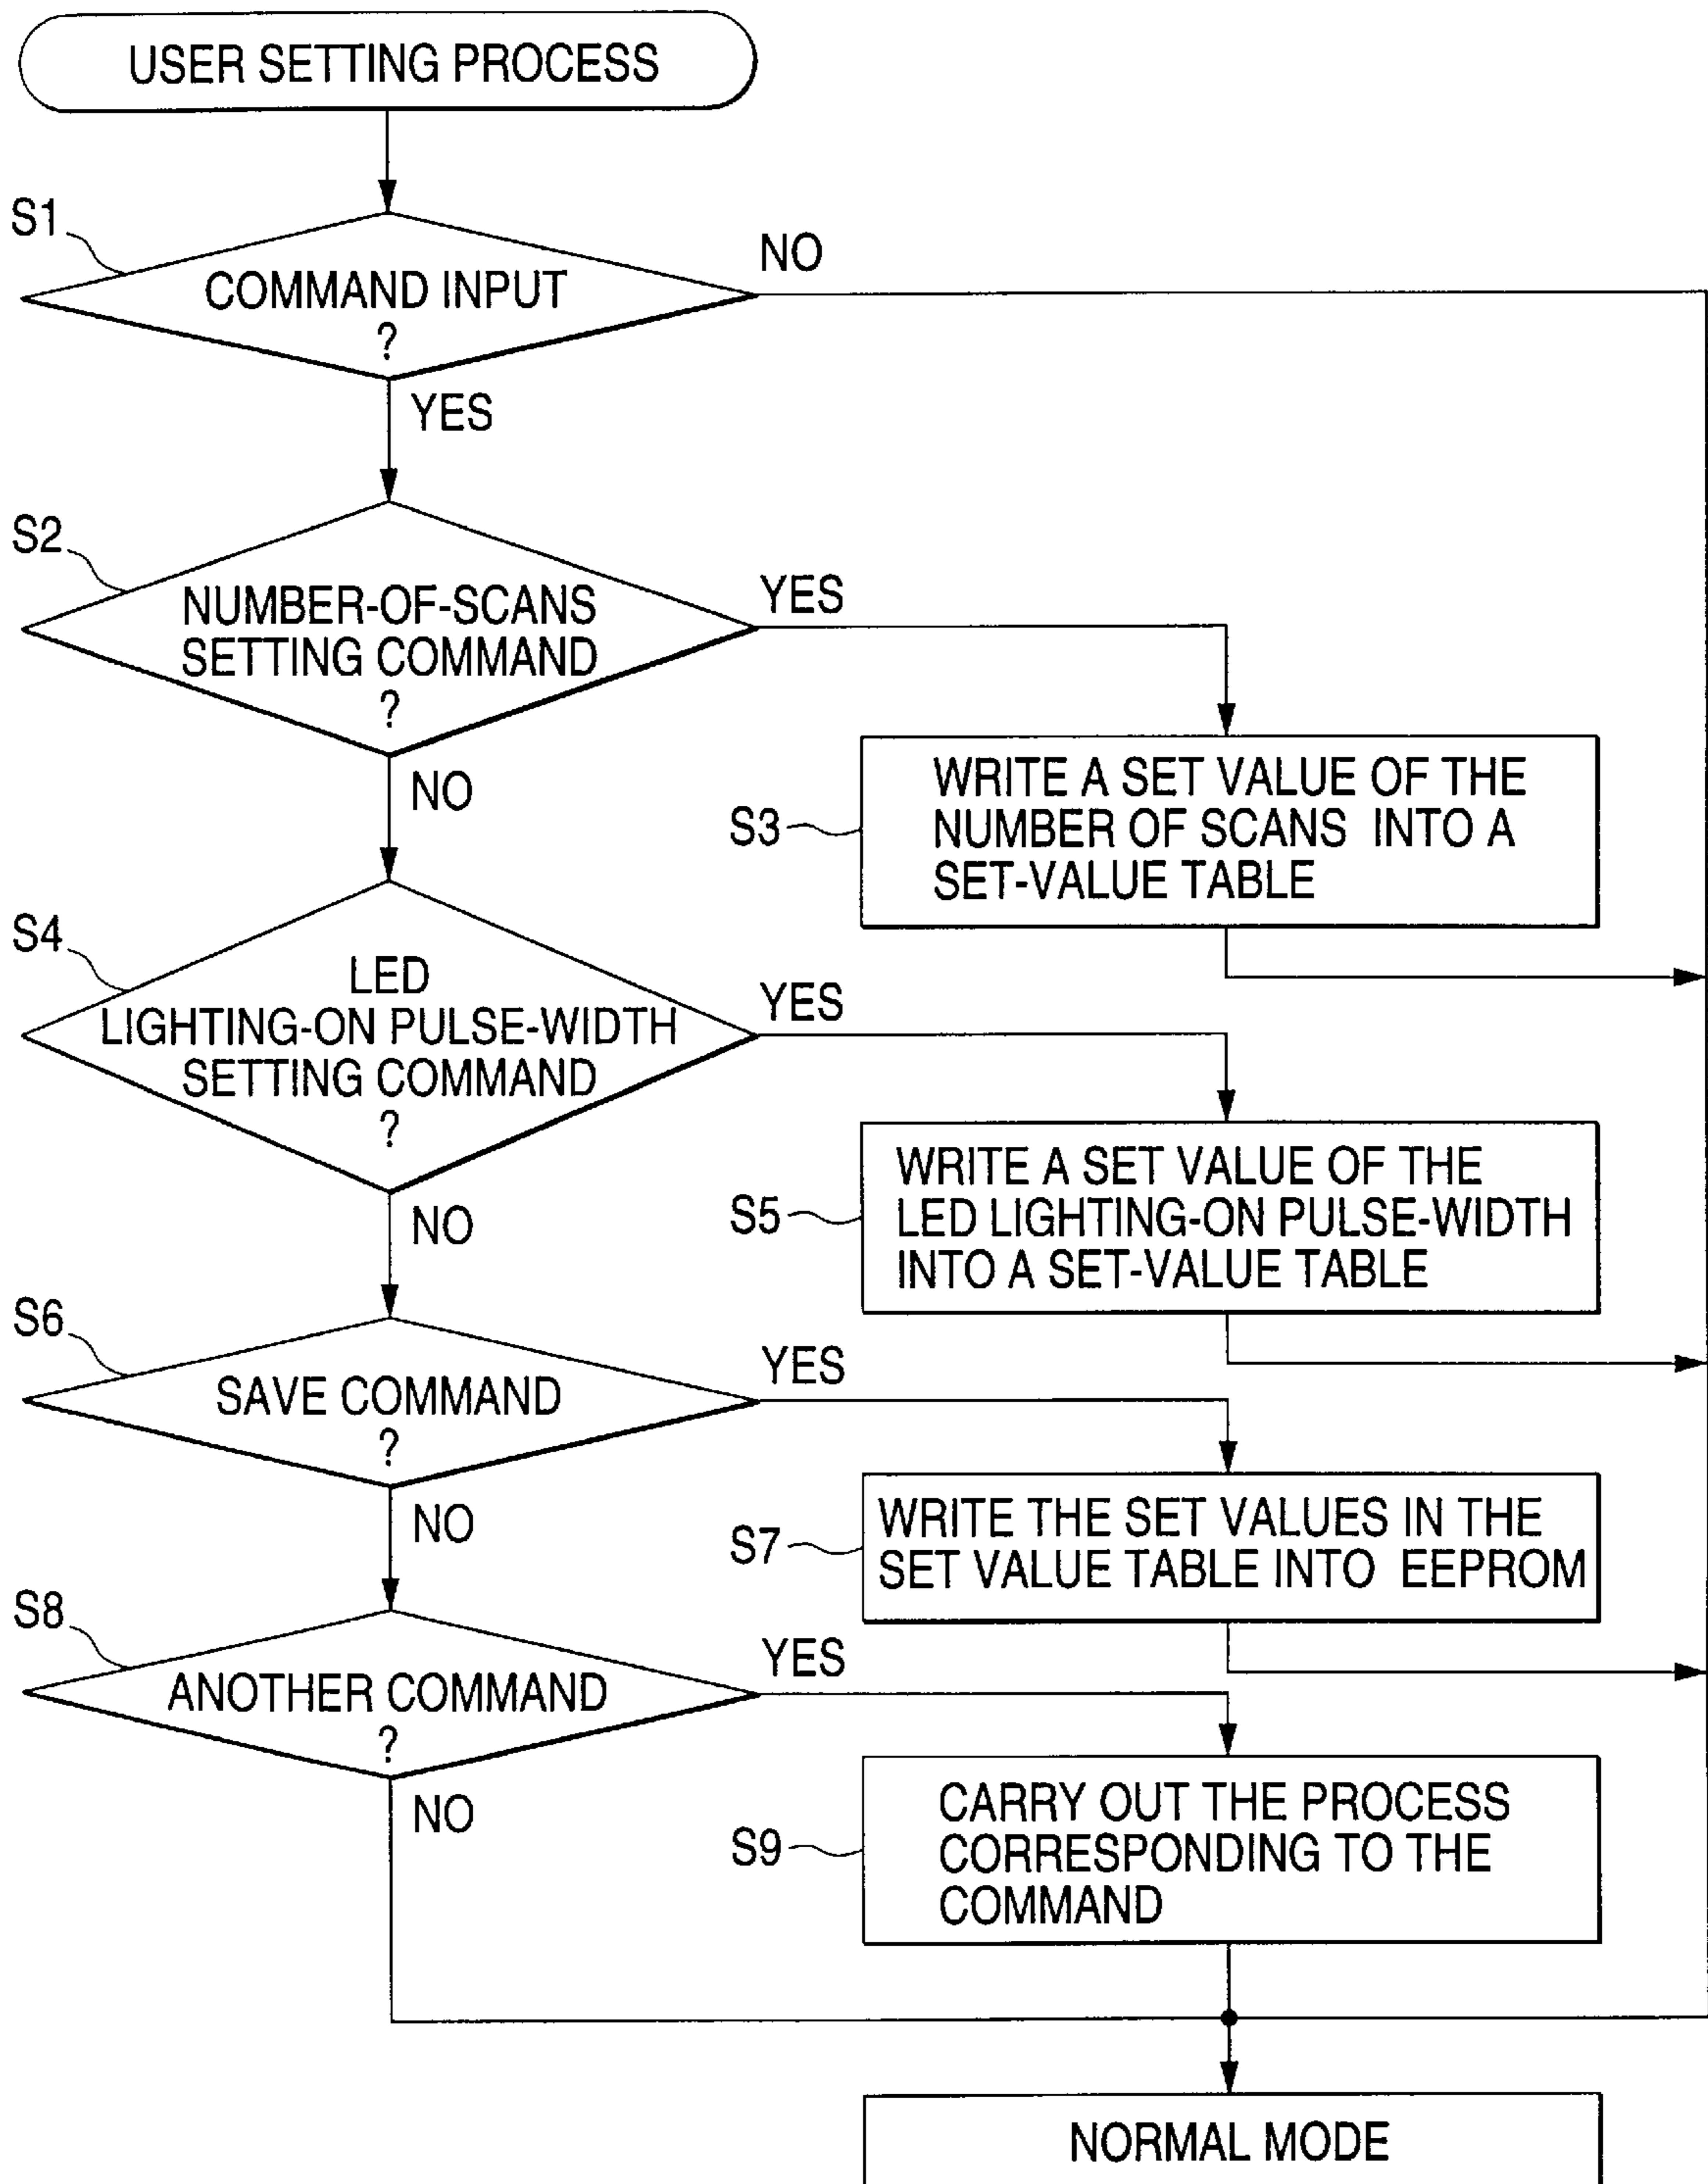 USER SETTING PROCESS
S1
COMMAND INPUT
?
NO
YES
S2
NUMBER-OF-SCANS
SETTING COMMAND
?
YES
NO
S3
WRITE A SET VALUE OF THE
NUMBER OF SCANS INTO A
SET-VALUE TABLE
S4
LED
LIGHTING-ON PULSE-WIDTH
SETTING COMMAND
?
YES
NO
S5
WRITE A SET VALUE OF THE
LED LIGHTING-ON PULSE-WIDTH
INTO A SET-VALUE TABLE
S6
SAVE COMMAND
?
YES
NO
S7
WRITE THE SET VALUES IN THE
SET VALUE TABLE INTO EEPROM
S8
ANOTHER COMMAND
?
YES
NO
S9
CARRY OUT THE PROCESS
CORRESPONDING TO THE
COMMAND
NORMAL MODE